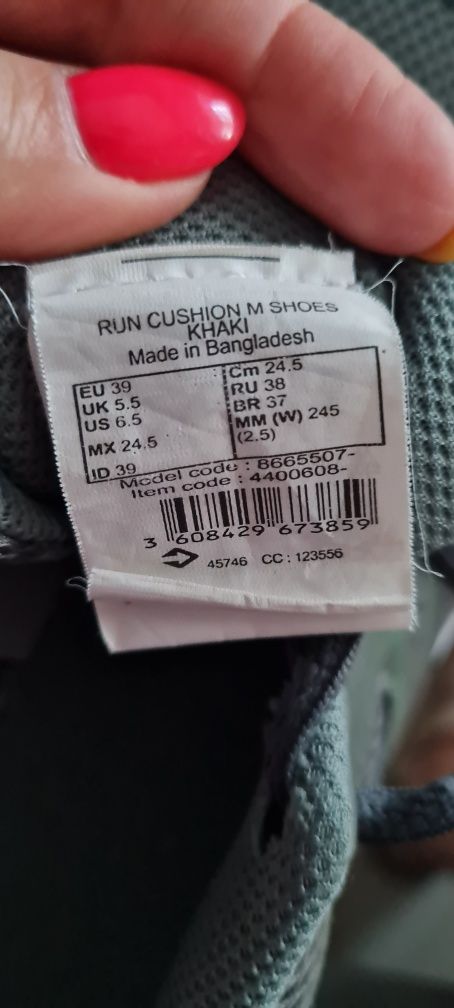 RUN CUSHION M SHOES
KHAKI
Made in Bangladesh
EU 39
UK 5.5
US 6.5
MX 24.5
ID 39
Cm 24.5
RU 38
BR 37
MM (W) 245
(2.5)
Model code : 8665507-
Item code : 4400608-
3 608429 673859
45746 CC : 123556